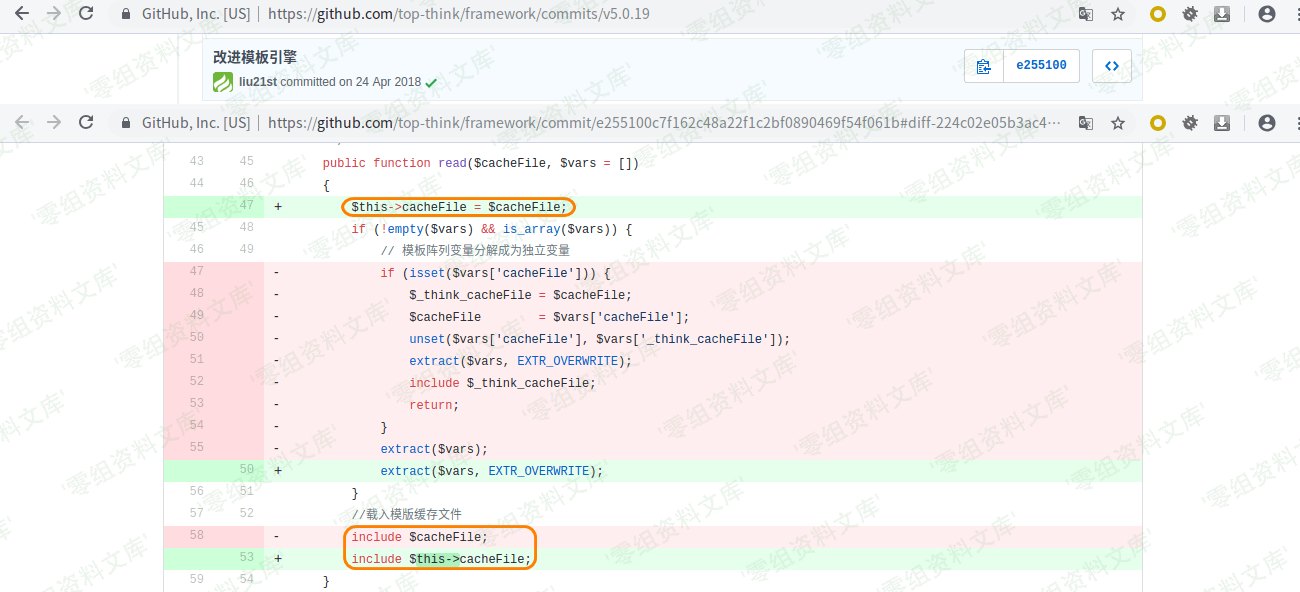 GitHub, Inc. [US] | https://github.com/top-think/framework/commits/v5.0.19
改进模板引擎
liu21st committed on 24 Apr 2018
e255100
GitHub, Inc. [US] | https://github.com/top-think/framework/commit/e255100c7f162c48a22f1c2bf0890469f54f061b#diff-224c02e05b3ac4…
43 45 public function read($cacheFile, $vars = [])
44 46 {
47 + $this->cacheFile = $cacheFile;
45 48 if (!empty($vars) && is_array($vars)) {
46 49 // 模板阵列变量分解成为独立变量
47 - if (isset($vars['cacheFile'])) {
48 - $_think_cacheFile = $cacheFile;
49 - $cacheFile = $vars['cacheFile'];
50 - unset($vars['cacheFile'], $vars['_think_cacheFile']);
51 - extract($vars, EXTR_OVERWRITE);
52 - include $_think_cacheFile;
53 - return;
54 - }
55 - extract($vars);
50 + extract($vars, EXTR_OVERWRITE);
56 51 }
57 52 //载入模版缓存文件
58 - include $cacheFile;
53 + include $this->cacheFile;
59 54 }
'零组资料文库'